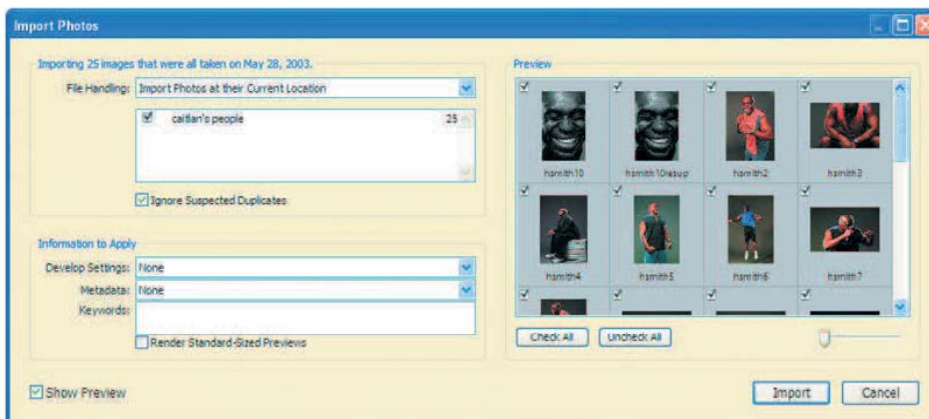 Import Photos
Importing 25 images that were all taken on May 28, 2003.
File Handling: Import Photos at their Current Location
caitlan's people 25
Ignore Suspected Duplicates
Information to Apply
Develop Settings: None
Metadata: None
Keywords:
Render Standard-Sized Previews
Show Preview
Preview
hsmith10 hsmith10resup hsmith2 hsmith3
hsmith4 hsmith5 hsmith6 hsmith7
Check All Uncheck All
Import Cancel